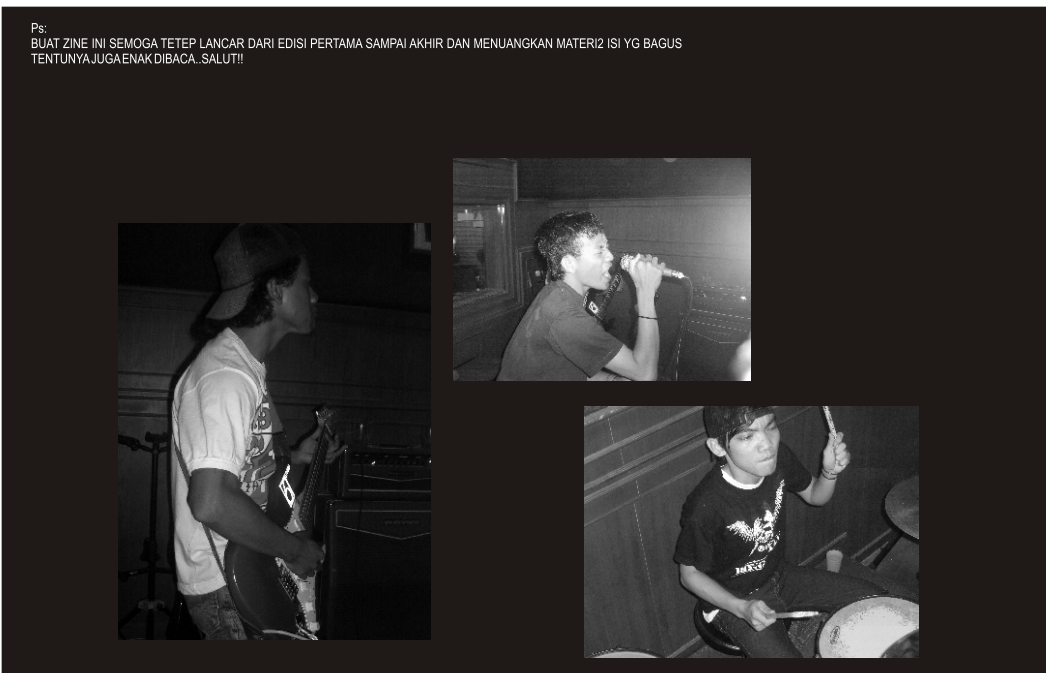 Ps:
BUAT ZINE INI SEMOGA TETEP LANCAR DARI EDISI PERTAMA SAMPAI AKHIR DAN MENUANGKAN MATERI2 ISI YG BAGUS
TENTUNYA JUGA ENAK DIBACA..SALUT!!